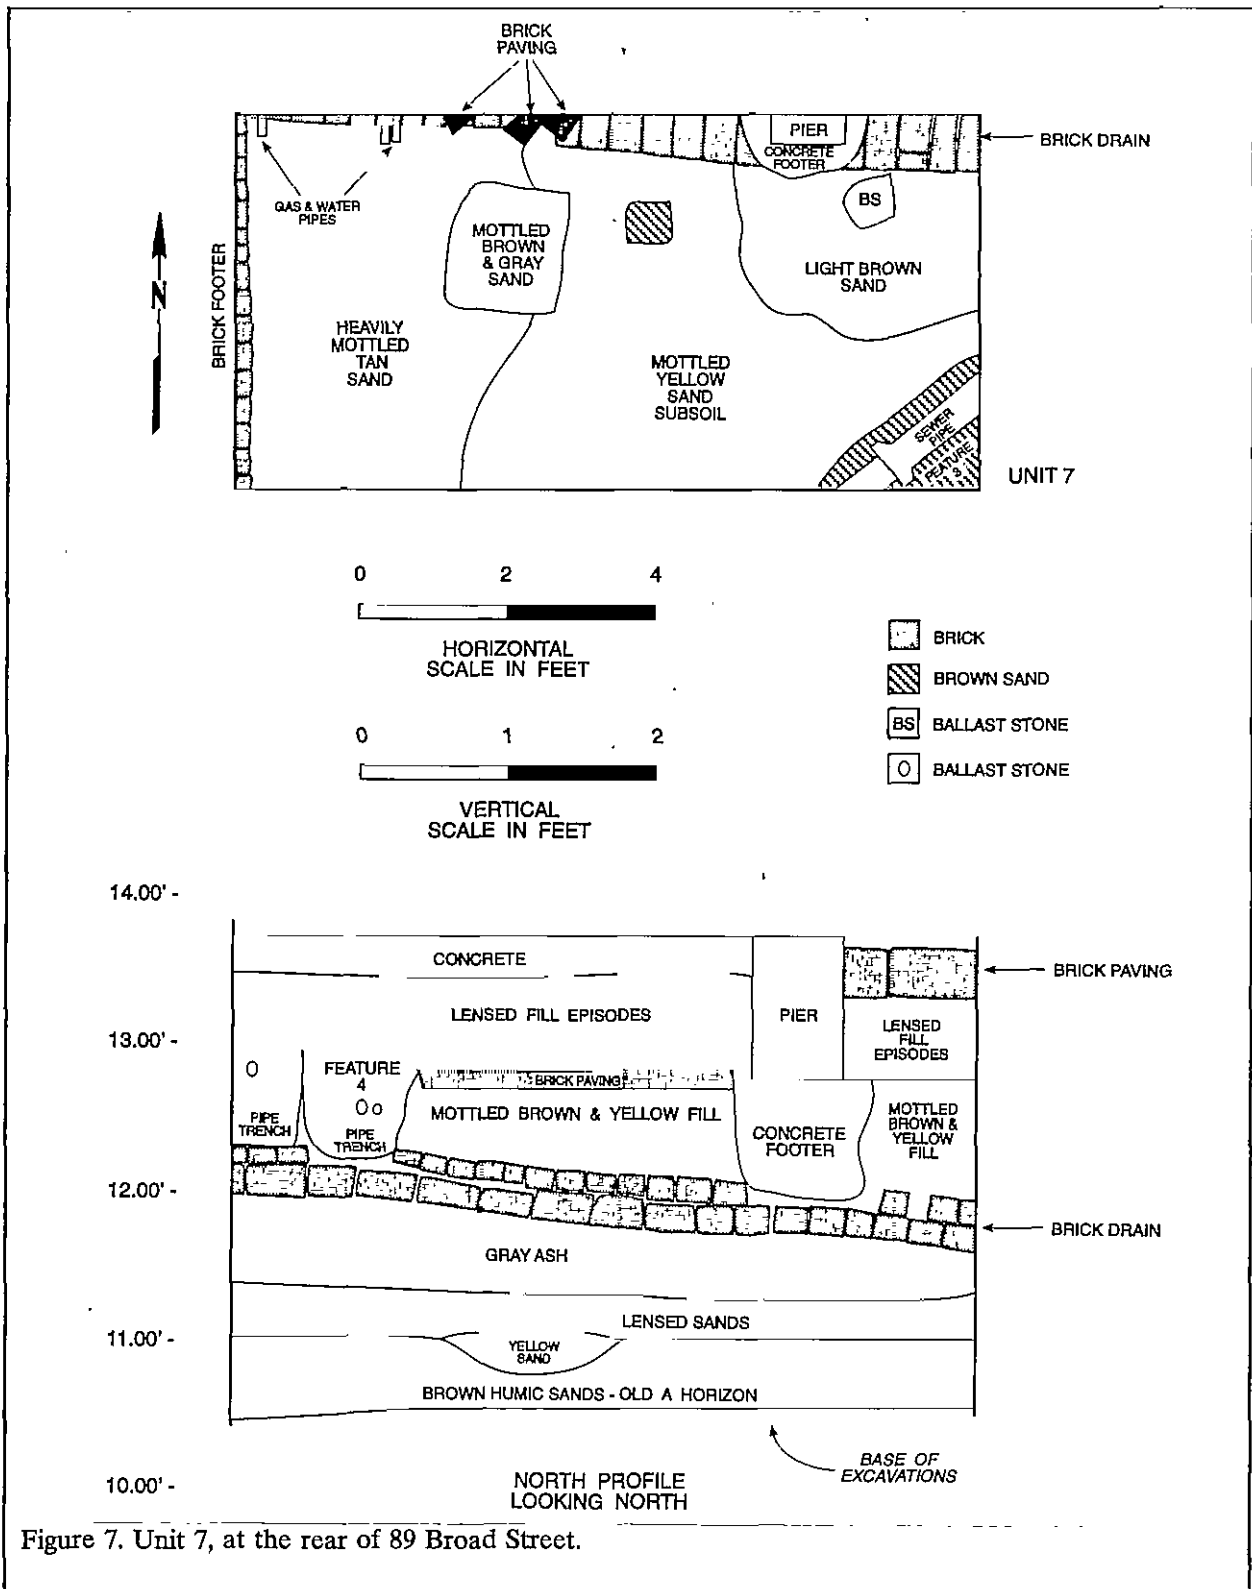 BRICK
PAVING
PIER
CONCRETE
FOOTER
BRICK DRAIN
GAS & WATER
PIPES
BS
MOTTLED
BROWN
& GRAY
SAND
LIGHT BROWN
SAND
N
BRICK FOOTER
HEAVILY
MOTTLED
TAN
SAND
MOTTLED
YELLOW
SAND
SUBSOIL
SEWER
PIPE
FEATURE
3
UNIT 7
0 2 4
HORIZONTAL
SCALE IN FEET
0 1 2
VERTICAL
SCALE IN FEET
BRICK
BROWN SAND
BS BALLAST STONE
BALLAST STONE
14.00' -
CONCRETE
BRICK PAVING
LENSED FILL EPISODES
PIER
LENSED
FILL
EPISODES
13.00' -
FEATURE
4
BRICK PAVING
PIPE
TRENCH
PIPE
TRENCH
MOTTLED BROWN & YELLOW FILL
CONCRETE
FOOTER
MOTTLED
BROWN &
YELLOW
FILL
12.00' -
BRICK DRAIN
GRAY ASH
LENSED SANDS
11.00' -
YELLOW
SAND
BROWN HUMIC SANDS - OLD A HORIZON
BASE OF
EXCAVATIONS
10.00' -
NORTH PROFILE
LOOKING NORTH
Figure 7. Unit 7, at the rear of 89 Broad Street.